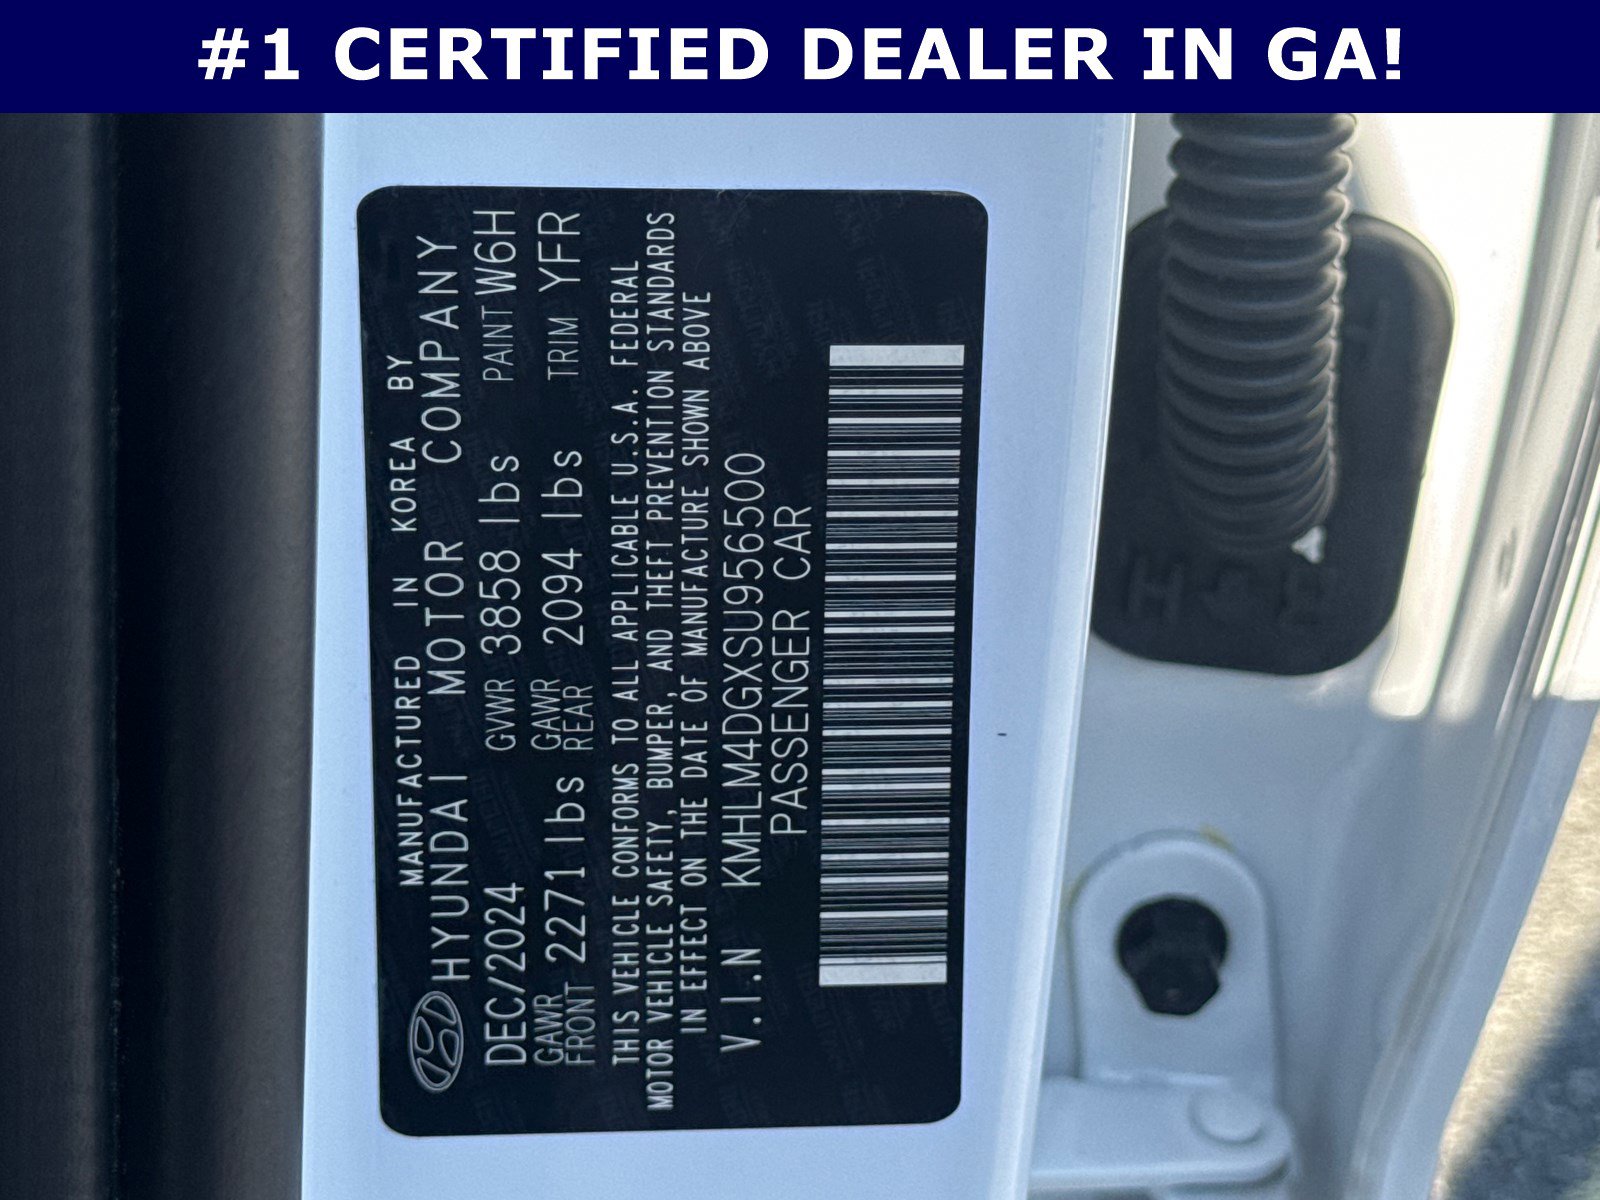 #1 CERTIFIED DEALER IN GA!
MANUFACTURED IN KOREA BY
HYUNDAI MOTOR COMPANY
DEC/2024 GVWR 3858 lbs PAINT W6H
GAWR FRONT 2271 lbs GAWR REAR 2094 lbs TRIM YFR
THIS VEHICLE CONFORMS TO ALL APPLICABLE U.S.A. FEDERAL
MOTOR VEHICLE SAFETY, BUMPER, AND THEFT PREVENTION STANDARDS
IN EFFECT ON THE DATE OF MANUFACTURE SHOWN ABOVE
V.I.N KMHLM4DGXSU956500
PASSENGER CAR